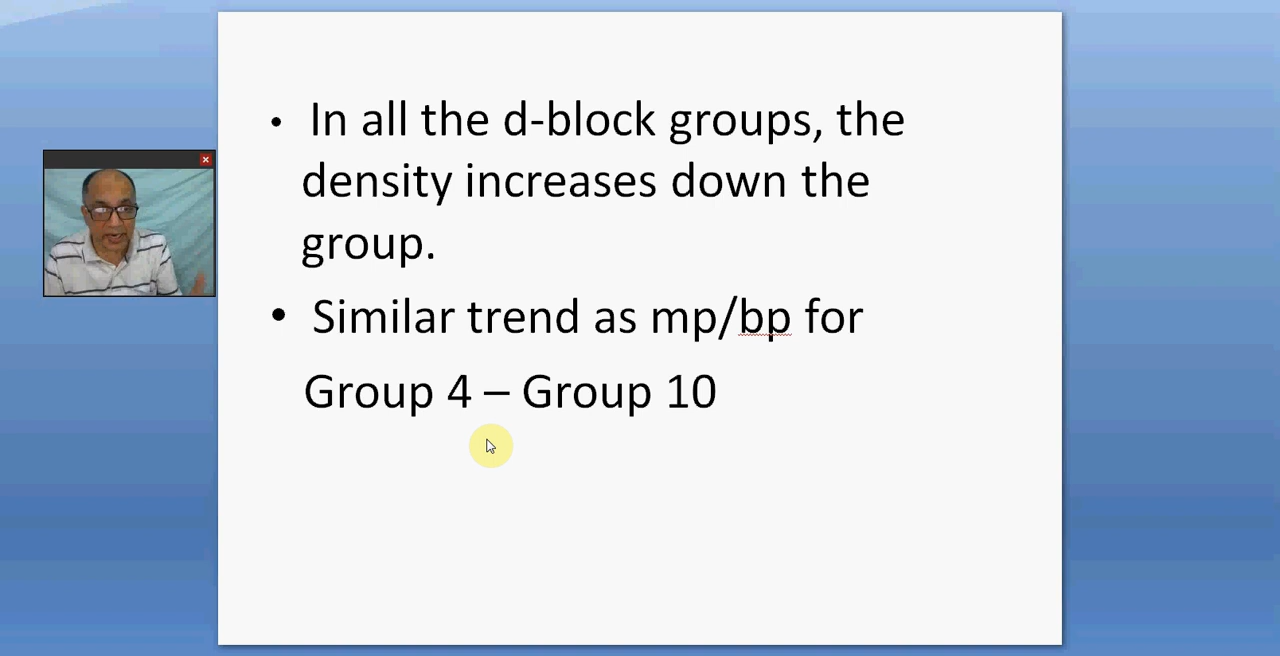 • In all the d-block groups, the
density increases down the
group.
• Similar trend as mp/bp for
Group 4 – Group 10